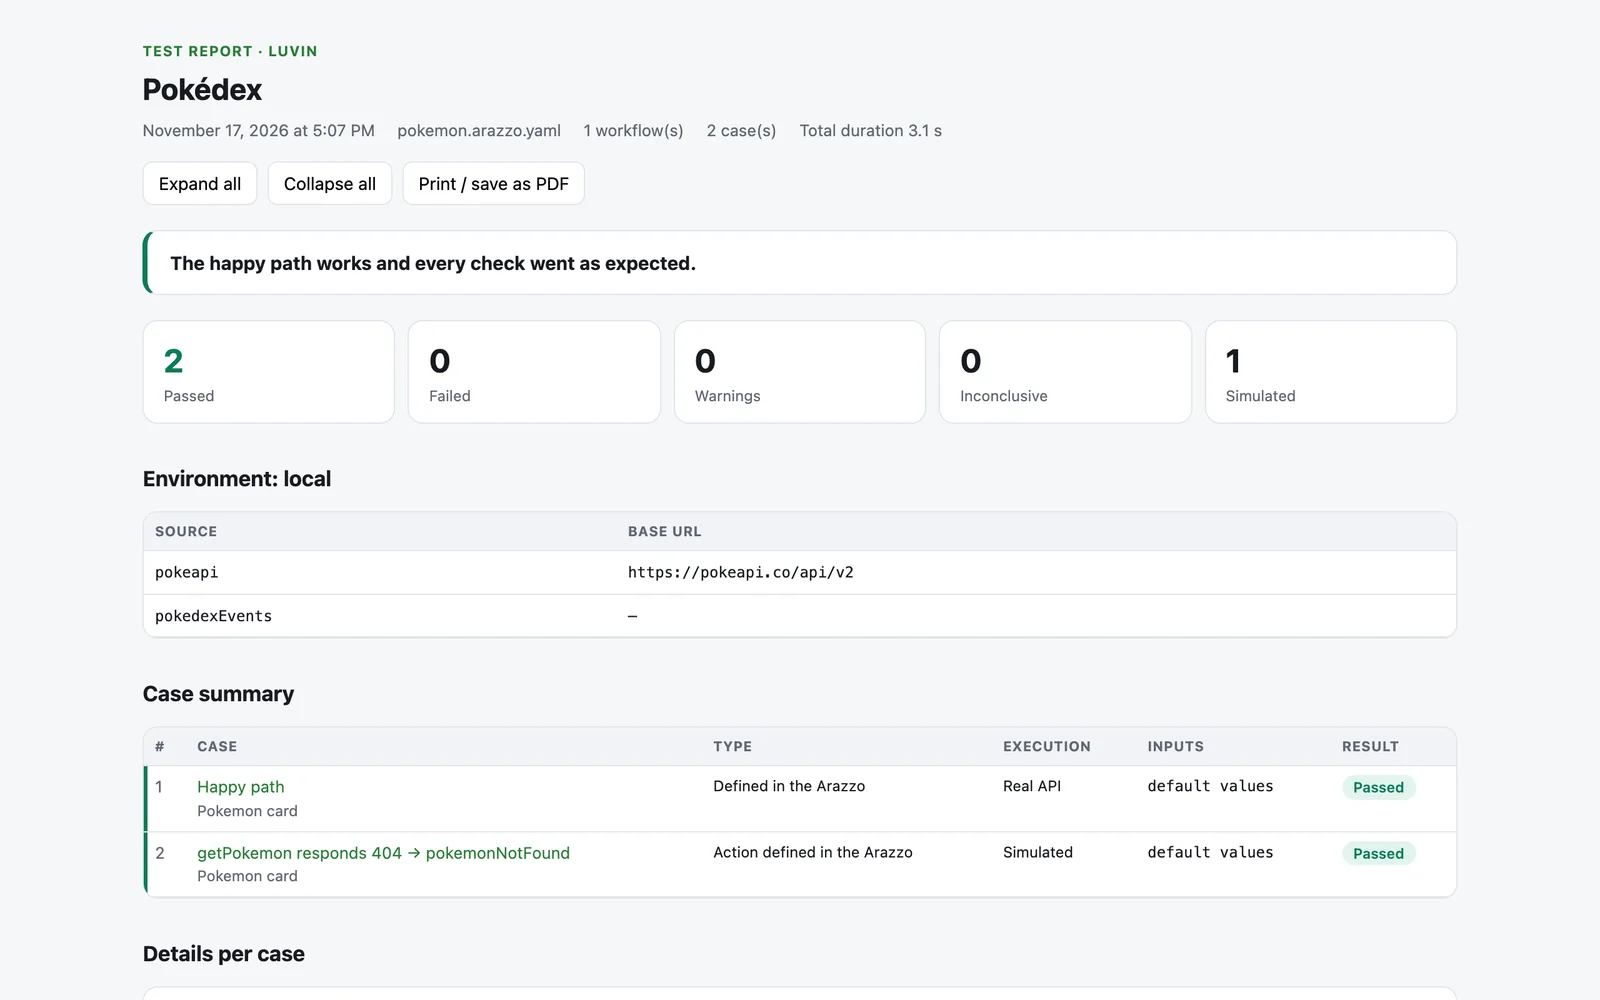 TEST REPORT · LUVIN
Pokédex
November 17, 2026 at 5:07 PM pokemon.arazzo.yaml 1 workflow(s) 2 case(s) Total duration 3.1 s
Expand all Collapse all Print / save as PDF
The happy path works and every check went as expected.
2 0 0 0 1
Passed Failed Warnings Inconclusive Simulated
Environment: local
SOURCE BASE URL
pokeapi https://pokeapi.co/api/v2
pokedexEvents —
Case summary
# CASE TYPE EXECUTION INPUTS RESULT
1 Happy path Defined in the Arazzo Real API default values Passed
Pokemon card
2 getPokemon responds 404 → pokemonNotFound Action defined in the Arazzo Simulated default values Passed
Pokemon card
Details per case